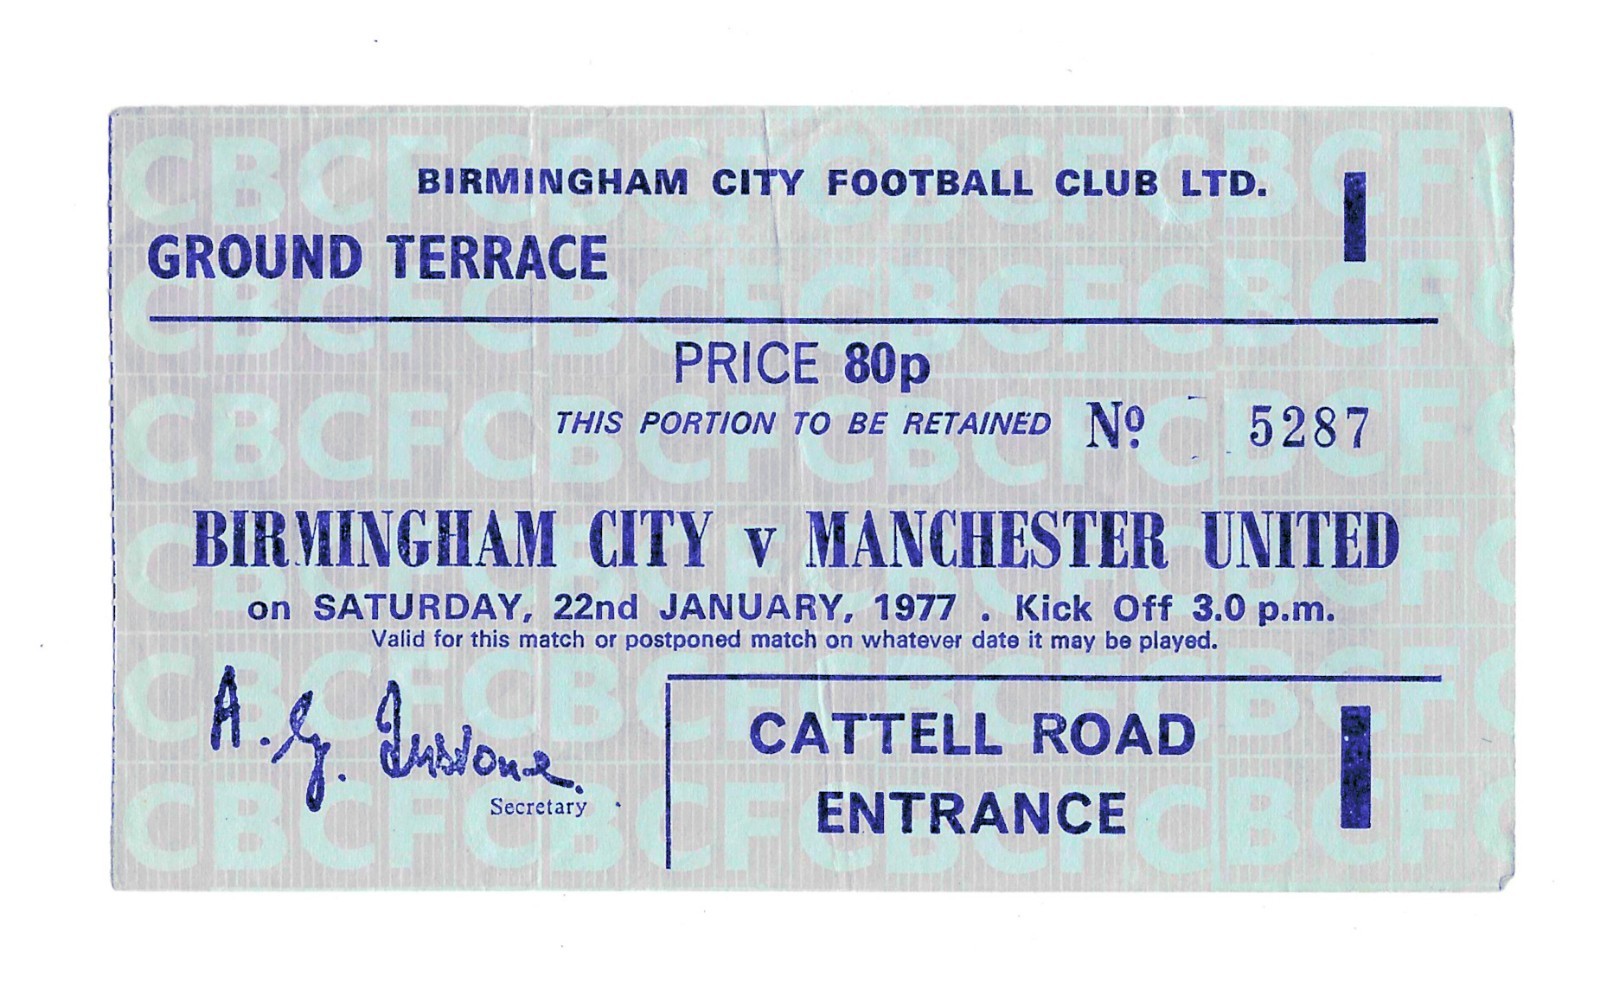 BIRMINGHAM CITY FOOTBALL CLUB LTD.
GROUND TERRACE
PRICE 80p
THIS PORTION TO BE RETAINED Nº 5287
BIRMINGHAM CITY v MANCHESTER UNITED
on SATURDAY, 22nd JANUARY, 1977 . Kick Off 3.0 p.m.
Valid for this match or postponed match on whatever date it may be played.
A. G. Instone.
Secretary
CATTELL ROAD
ENTRANCE